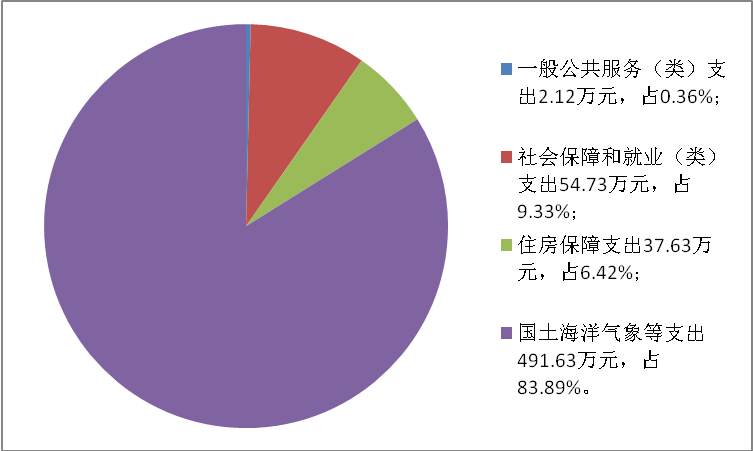 一般公共服务（类）支
出2.12万元，占0.36%;
社会保障和就业（类）
支出54.73万元，占
9.33%;
住房保障支出37.63万
元，占6.42%;
国土海洋气象等支出
491.63万元，占
83.89%。